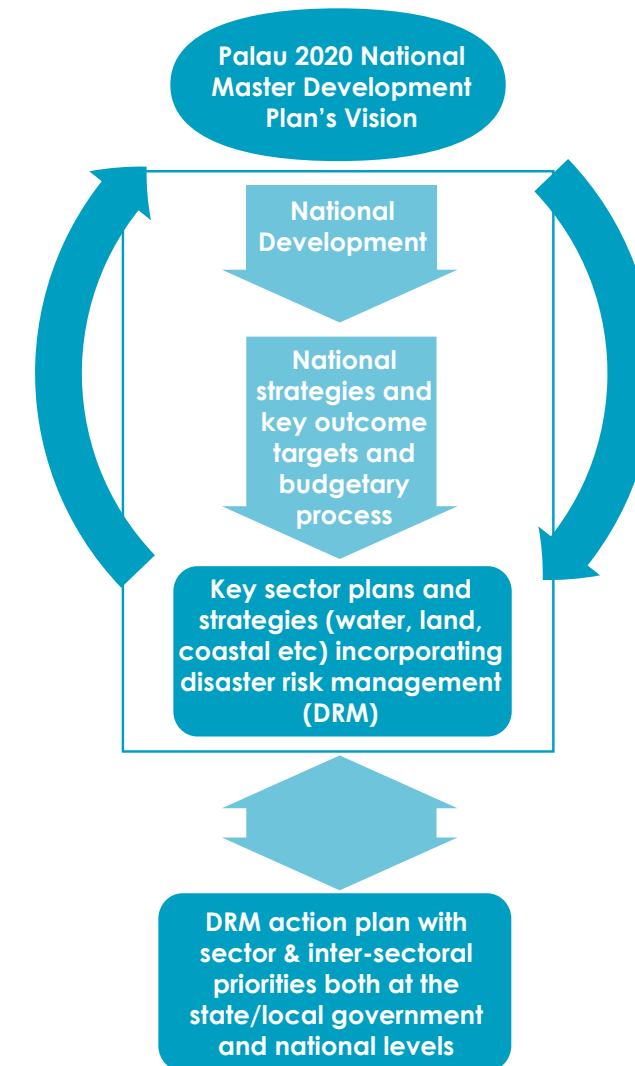 Palau 2020 National
Master Development
Plan's Vision
National
Development
National
strategies and
key outcome
targets and
budgetary
process
Key sector plans and
strategies (water, land,
coastal etc) incorporating
disaster risk management
(DRM)
DRM action plan with
sector & inter-sectoral
priorities both at the
state/local government
and national levels